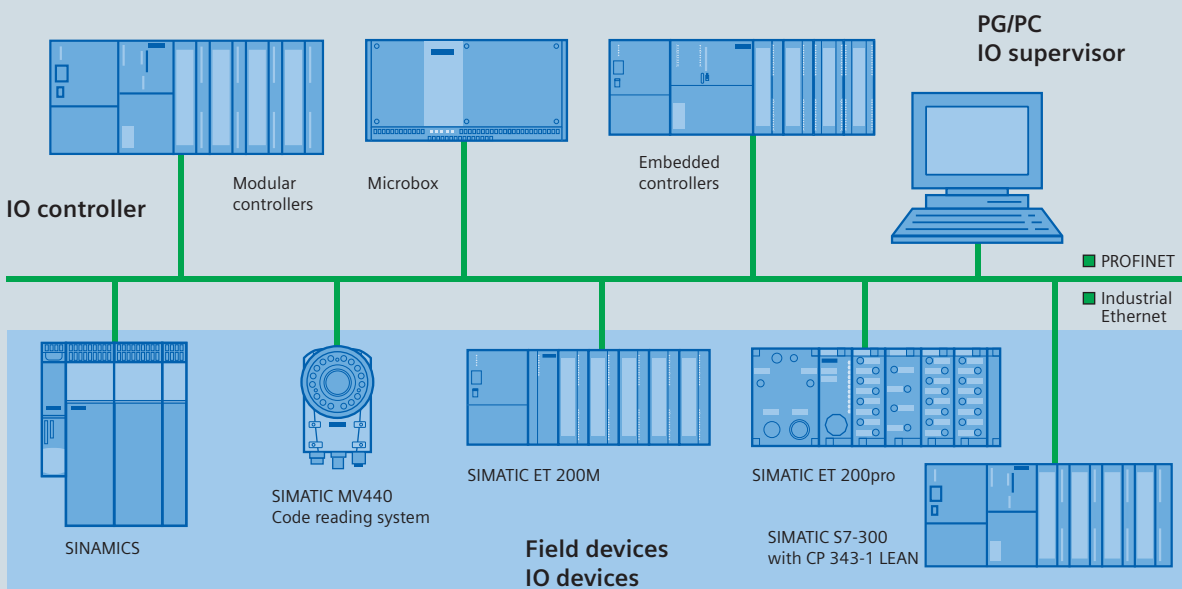 PG/PC
IO supervisor
Modular
controllers
Microbox
Embedded
controllers
IO controller
PROFINET
Industrial
Ethernet
SINAMICS
SIMATIC MV440
Code reading system
SIMATIC ET 200M
SIMATIC ET 200pro
SIMATIC S7-300
with CP 343-1 LEAN
Field devices
IO devices